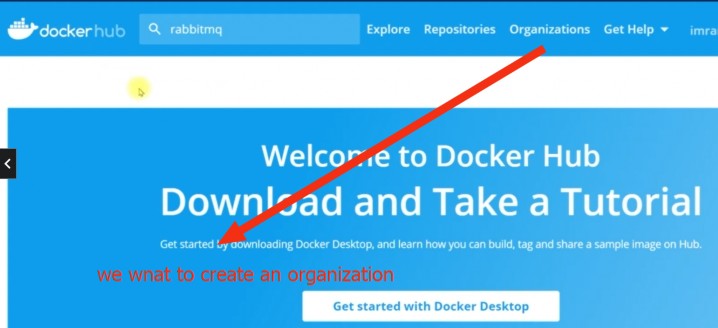 dockerhub
rabbitmq
Explore Repositories Organizations Get Help imra
Welcome to Docker Hub
Download and Take a Tutorial
Get started by downloading Docker Desktop, and learn how you can build, tag and share a sample image on Hub.
we wnat to create an organization
Get started with Docker Desktop